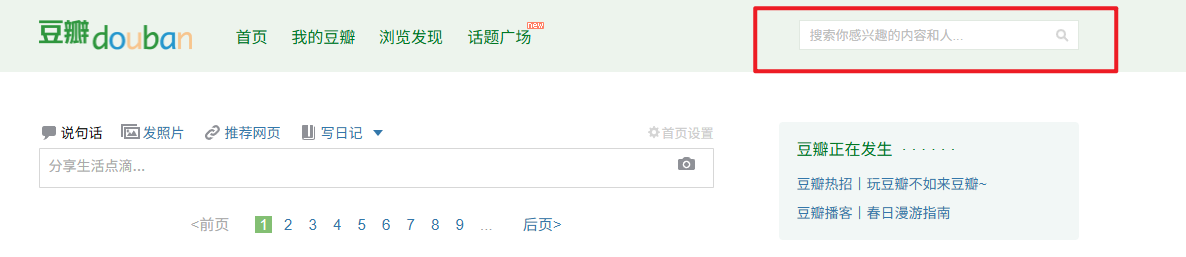 豆瓣douban 首页 我的豆瓣 浏览发现 话题广场 new 搜索你感兴趣的内容和人...
说句话 发照片 推荐网页 写日记 首页设置
分享生活点滴...
<前页 1 2 3 4 5 6 7 8 9 ... 后页>
豆瓣正在发生 · · · · · ·
豆瓣热招丨玩豆瓣不如来豆瓣~
豆瓣播客丨春日漫游指南